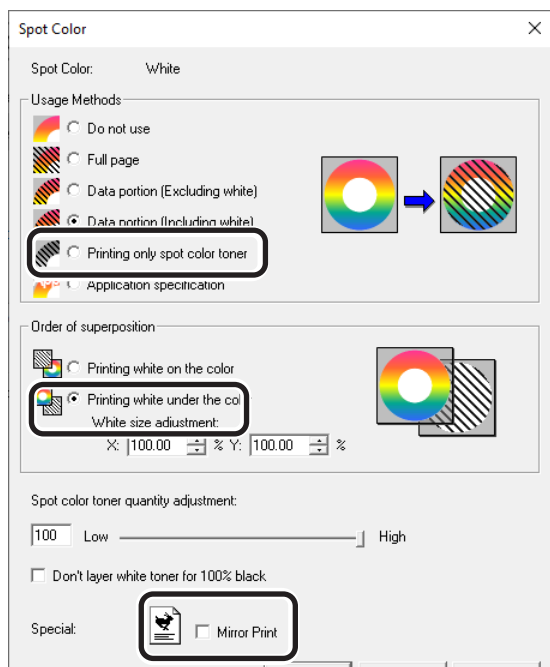 Spot Color
Spot Color: White
Usage Methods
Do not use
Full page
Data portion (Excluding white)
Data portion (Including white)
Printing only spot color toner
Application specification
Order of superposition
Printing white on the color
Printing white under the col
White size adjustment:
X: 100.00 % Y: 100.00 %
Spot color toner quantity adjustment:
100 Low High
Don't layer white toner for 100% black
Special: Mirror Print